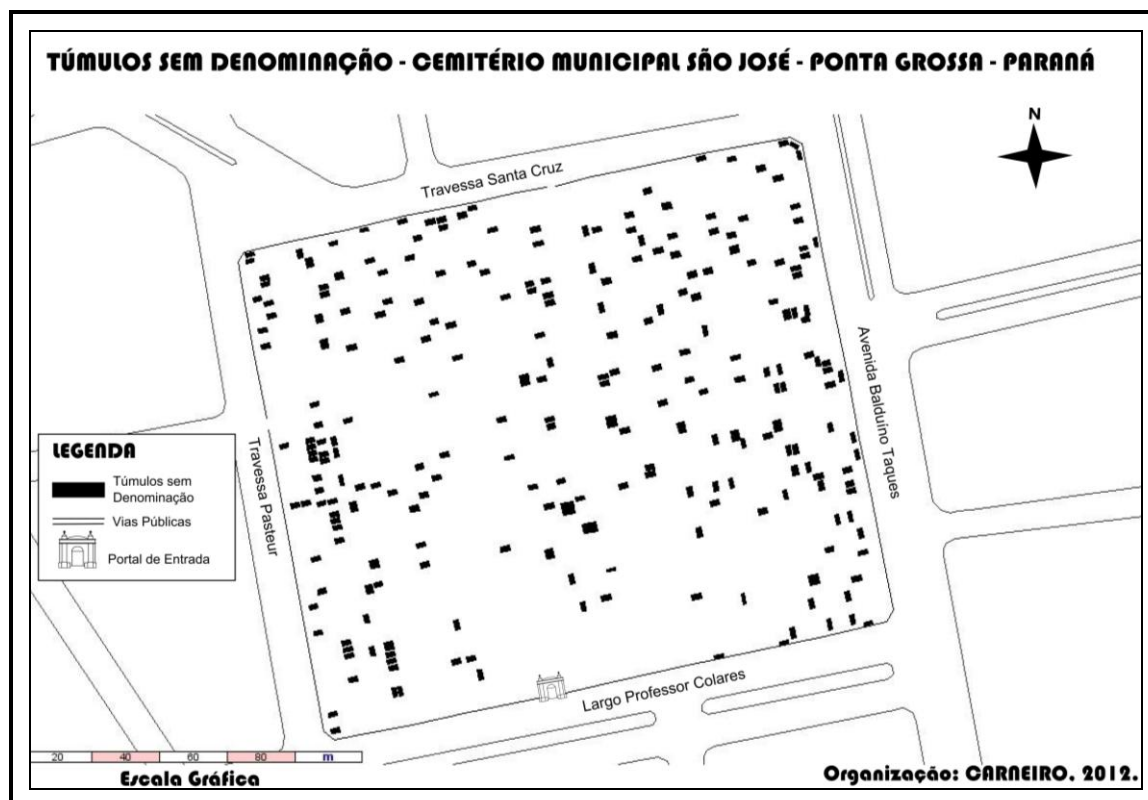 TÚMULOS SEM DENOMINAÇÃO - CEMITÉRIO MUNICIPAL SÃO JOSÉ - PONTA GROSSA - PARANÁ
N
Travessa Santa Cruz
Avenida Balduíno Taques
Travessa Pasteur
LEGENDA
Túmulos sem
Denominação
Vias Públicas
Portal de Entrada
Largo Professor Colares
20 40 60 80 m
Escala Gráfica
Organização: CARNEIRO. 2012.